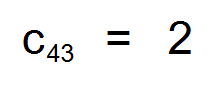 c₄₃ = 2